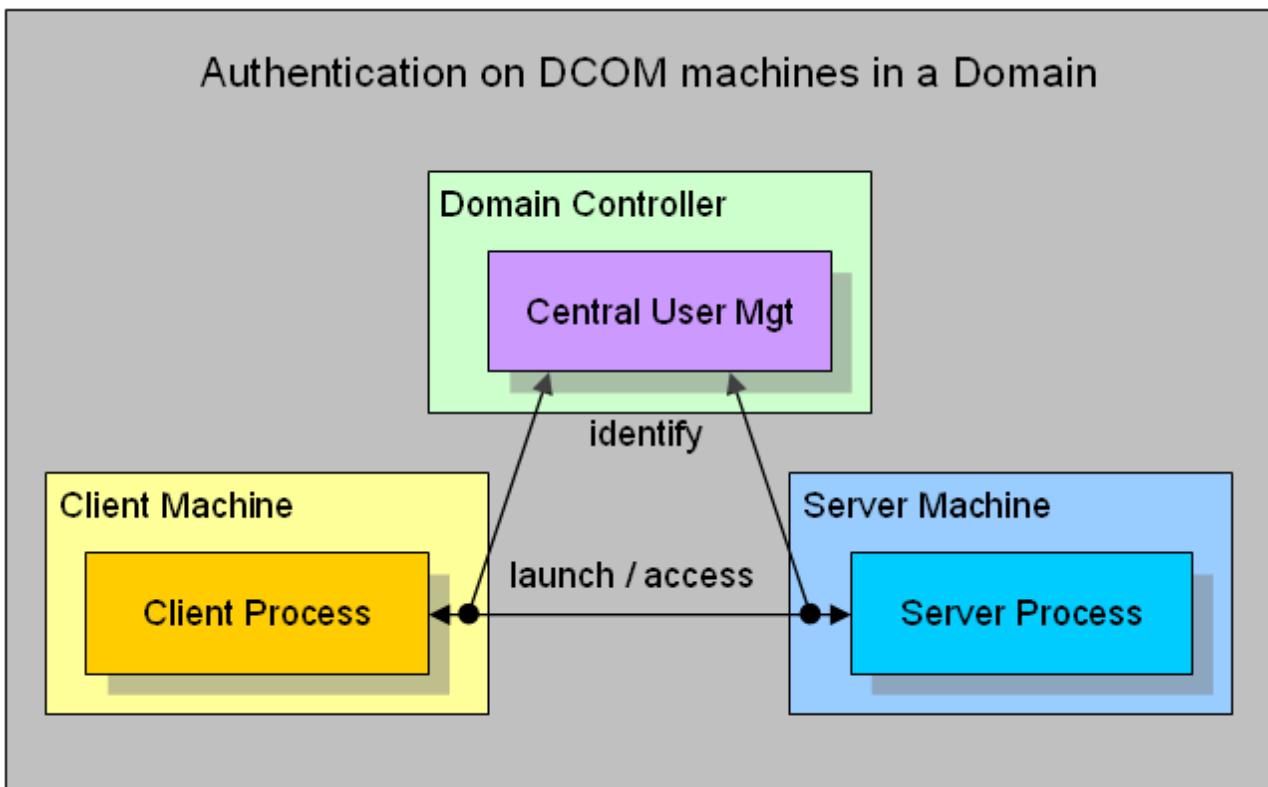 Authentication on DCOM machines in a Domain
Domain Controller
Central User Mgt
identify
Client Machine
Server Machine
launch / access
Client Process
Server Process